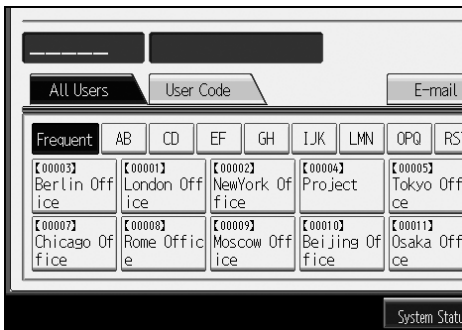 _____
All Users User Code E-mail
Frequent AB CD EF GH IJK LMN OPQ RST
【00003】 【00001】 【00002】 【00004】 【00005】
Berlin Off London Off NewYork Of Project Tokyo Off
ice ice fice ce
【00007】 【00008】 【00009】 【00010】 【00011】
Chicago Of Rome Offic Moscow Off Beijing Of Osaka Off
fice e ice fice ce
System Statu